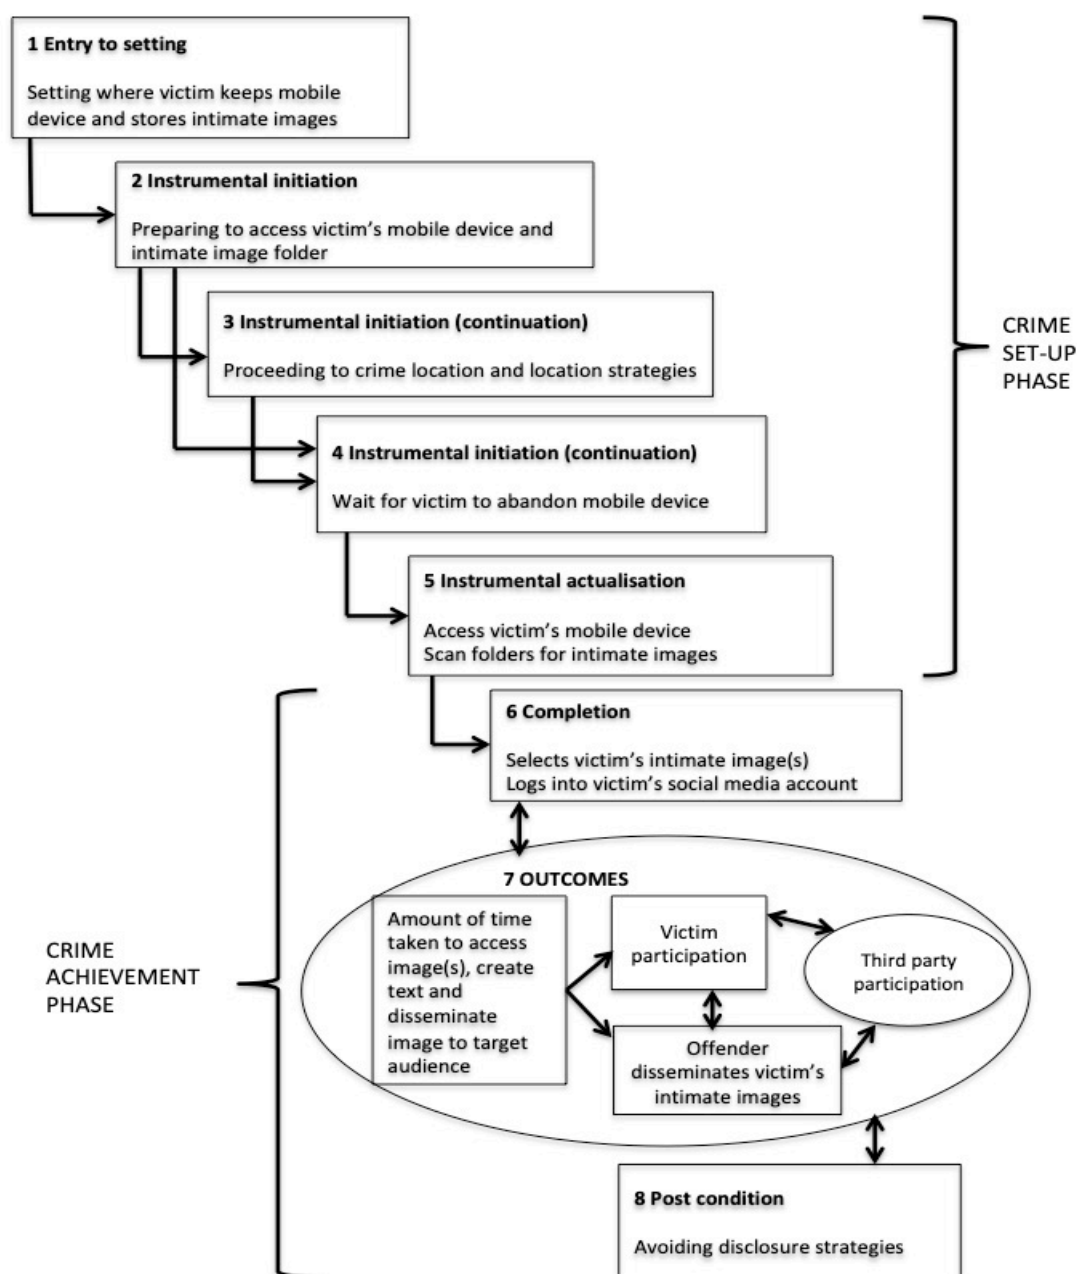 1 Entry to setting
Setting where victim keeps mobile
device and stores intimate images
2 Instrumental initiation
Preparing to access victim's mobile device and
intimate image folder
3 Instrumental initiation (continuation)
Proceeding to crime location and location strategies
4 Instrumental initiation (continuation)
Wait for victim to abandon mobile device
5 Instrumental actualisation
Access victim's mobile device
Scan folders for intimate images
CRIME
SET-UP
PHASE
6 Completion
Selects victim's intimate image(s)
Logs into victim's social media account
CRIME
ACHIEVEMENT
PHASE
7 OUTCOMES
Amount of time
taken to access
image(s), create
text and
disseminate
image to target
audience
Victim
participation
Third party
participation
Offender
disseminates victim's
intimate images
8 Post condition
Avoiding disclosure strategies